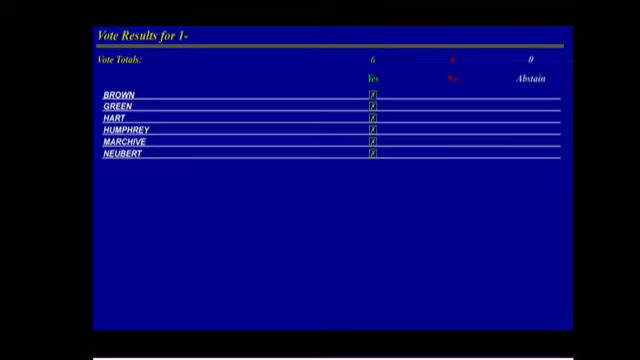 Vote Results for 1-
Vote Totals: 6 0 0
Yes No Abstain
BROWN
GREEN
HART
HUMPHREY
MARCHIVE
NEUBERT